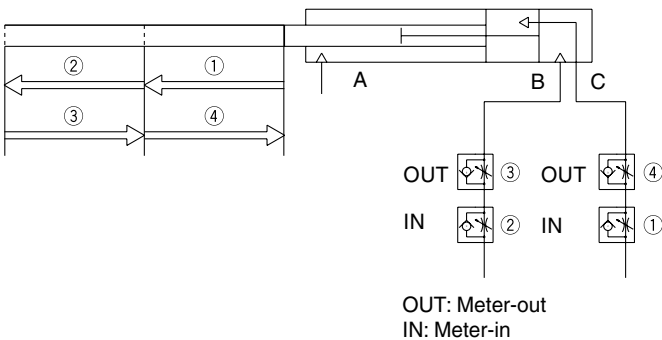 ② ①
③ ④
A B C
OUT ③ OUT ④
IN ② IN ①
OUT: Meter-out
IN: Meter-in